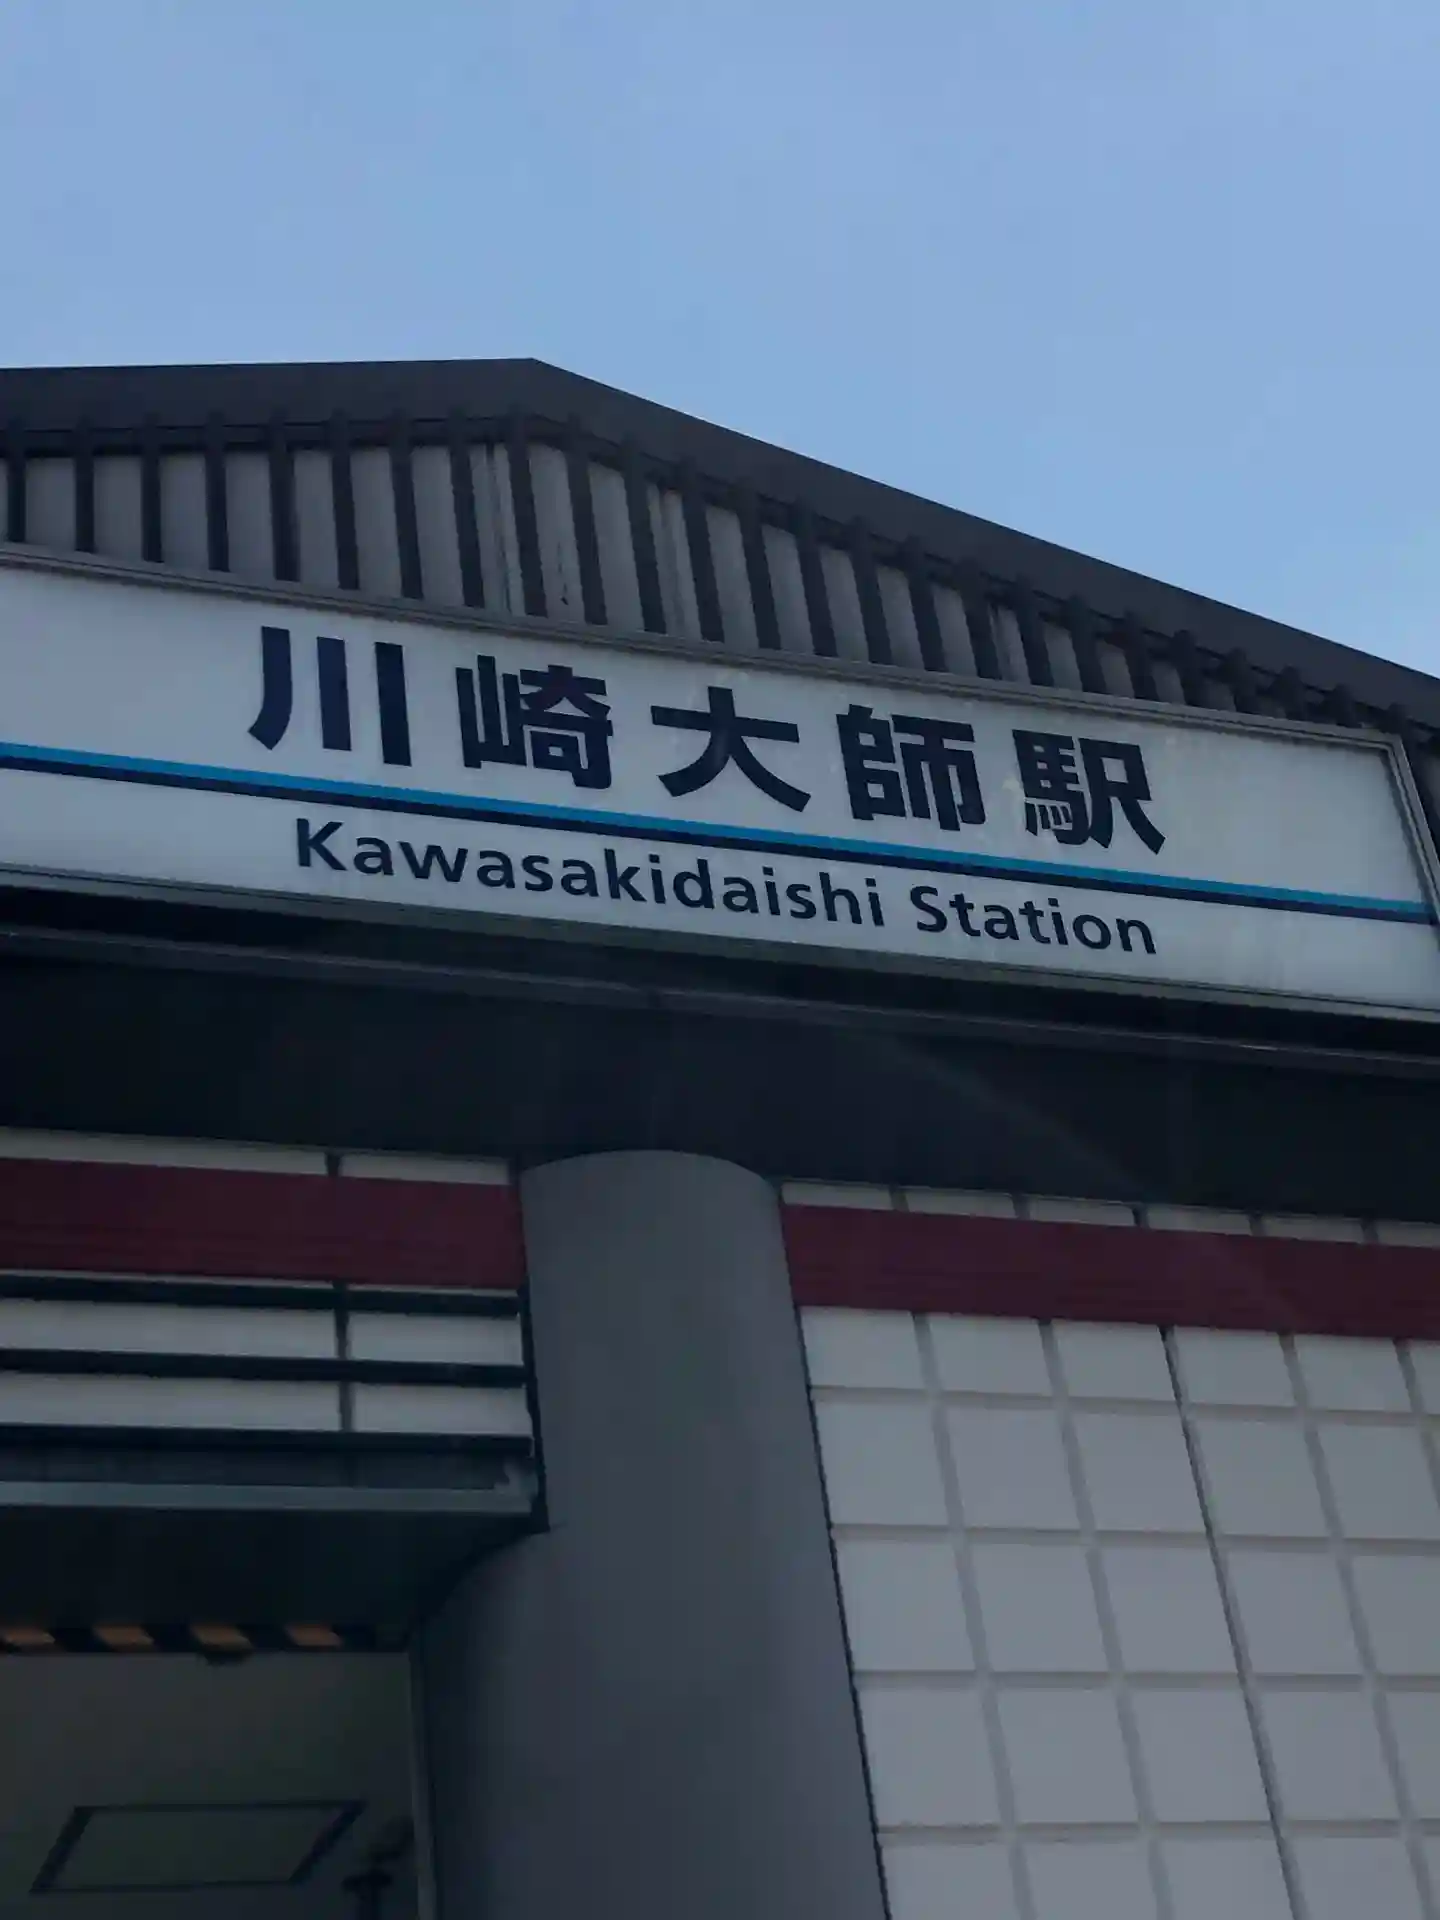 川崎大師駅
Kawasakidaishi Station